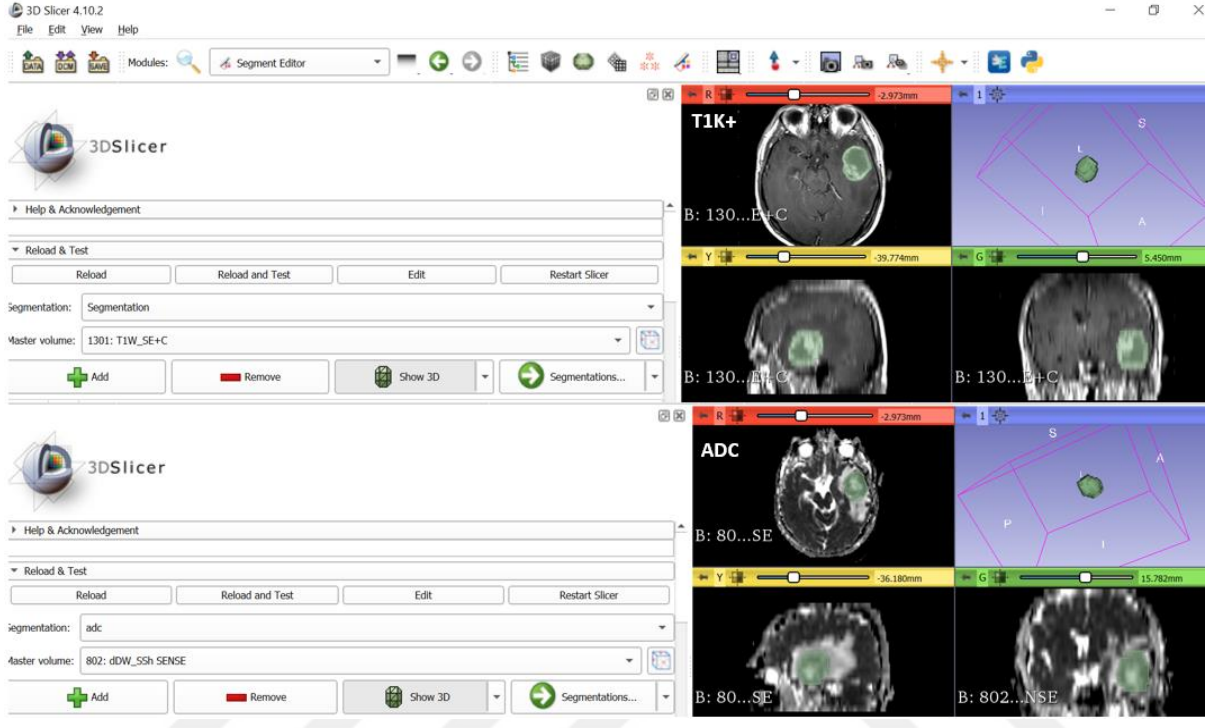 3D Slicer 4.10.2
File Edit View Help
DATA DCM SAVE Modules: Segment Editor
R -2.973mm 1
T1K+
S
L
I
A
B: 130...E+C
3DSlicer
Help & Acknowledgement
Reload & Test
Reload Reload and Test Edit Restart Slicer
Segmentation: Segmentation
Master volume: 1301: T1W_SE+C
Add Remove Show 3D Segmentations...
Y -39.774mm G 5.450mm
B: 130...E+C B: 130...E+C
R -2.973mm 1
ADC
S
A
L
P
I
B: 80...SE
3DSlicer
Help & Acknowledgement
Reload & Test
Reload Reload and Test Edit Restart Slicer
Segmentation: adc
Master volume: 802: dDW_SSh SENSE
Add Remove Show 3D Segmentations...
Y -36.180mm G 15.782mm
B: 80...SE B: 802...NSE